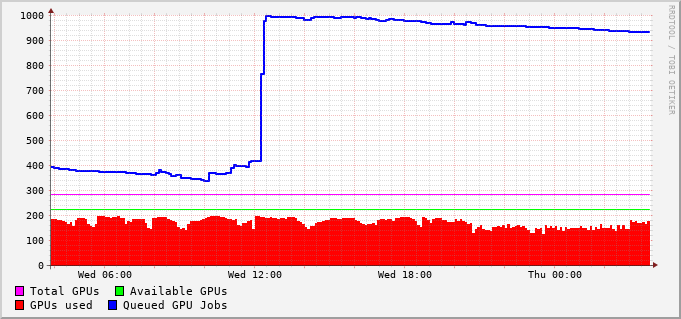 1000
900
800
700
600
500
400
300
200
100
0
Wed 06:00 Wed 12:00 Wed 18:00 Thu 00:00
Total GPUs Available GPUs
GPUs used Queued GPU Jobs
RRDTOOL / TOBI OETIKER